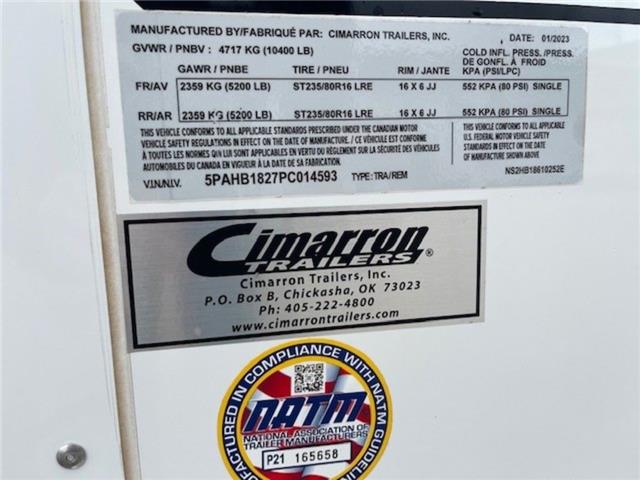 MANUFACTURED BY/FABRIQUÉ PAR: CIMARRON TRAILERS, INC. DATE: 01/2023
GVWR / PNBV : 4717 KG (10400 LB)
COLD INFL. PRESS./PRESS.
DE GONFL. À FROID
GAWR / PNBE TIRE / PNEU RIM / JANTE KPA (PSI/LPC)
FR/AV 2359 KG (5200 LB) ST235/80R16 LRE 16 X 6 JJ 552 KPA (80 PSI) SINGLE
RR/AR 2359 KG (5200 LB) ST235/80R16 LRE 16 X 6 JJ 552 KPA (80 PSI) SINGLE
THIS VEHICLE CONFORMS TO ALL APPLICABLE STANDARDS PRESCRIBED UNDER THE CANADIAN MOTOR
VEHICLE SAFETY REGULATIONS IN EFFECT ON THE DATE OF MANUFACTURE. / CE VÉHICULE EST CONFORME
À TOUTES LES NORMES QUI LUI SONT APPLICABLES EN VERTU DU RÈGLEMENT SUR LA SÉCURITÉ DES VÉHICULES
AUTOMOBILES DU CANADA EN VIGUEUR À LA DATE DE SA FABRICATION.
THIS VEHICLE CONFORMS TO ALL APPLICABLE
U.S. FEDERAL MOTOR VEHICLE SAFETY
STANDARDS IN EFFECT ON THE DATE
OF MANUFACTURE SHOWN ABOVE
V.I.N./N.I.V. 5PAHB1827PC014593 TYPE: TRA/REM NS2HB18610252E
Cimarron
TRAILERS®
Cimarron Trailers, Inc.
P.O. Box B, Chickasha, OK 73023
Ph: 405-222-4800
www.cimarrontrailers.com
MANUFACTURED IN COMPLIANCE WITH NATM GUIDELINES
NATM
NATIONAL ASSOCIATION OF
TRAILER MANUFACTURERS
P21 165658